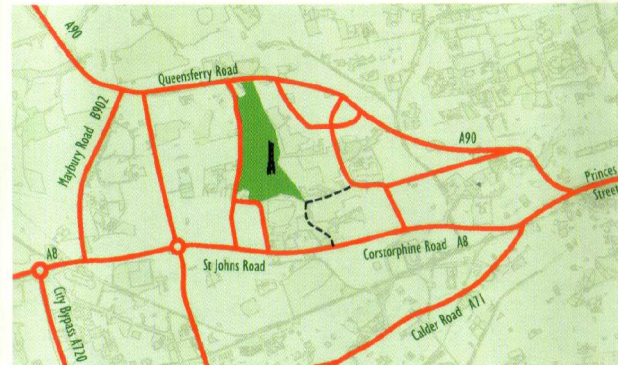 A90
Queensferry Road
Maybury Road B902
A90
Princes
Street
A8
St Johns Road
Corstorphine Road A8
City Bypass A720
Calder Road A71